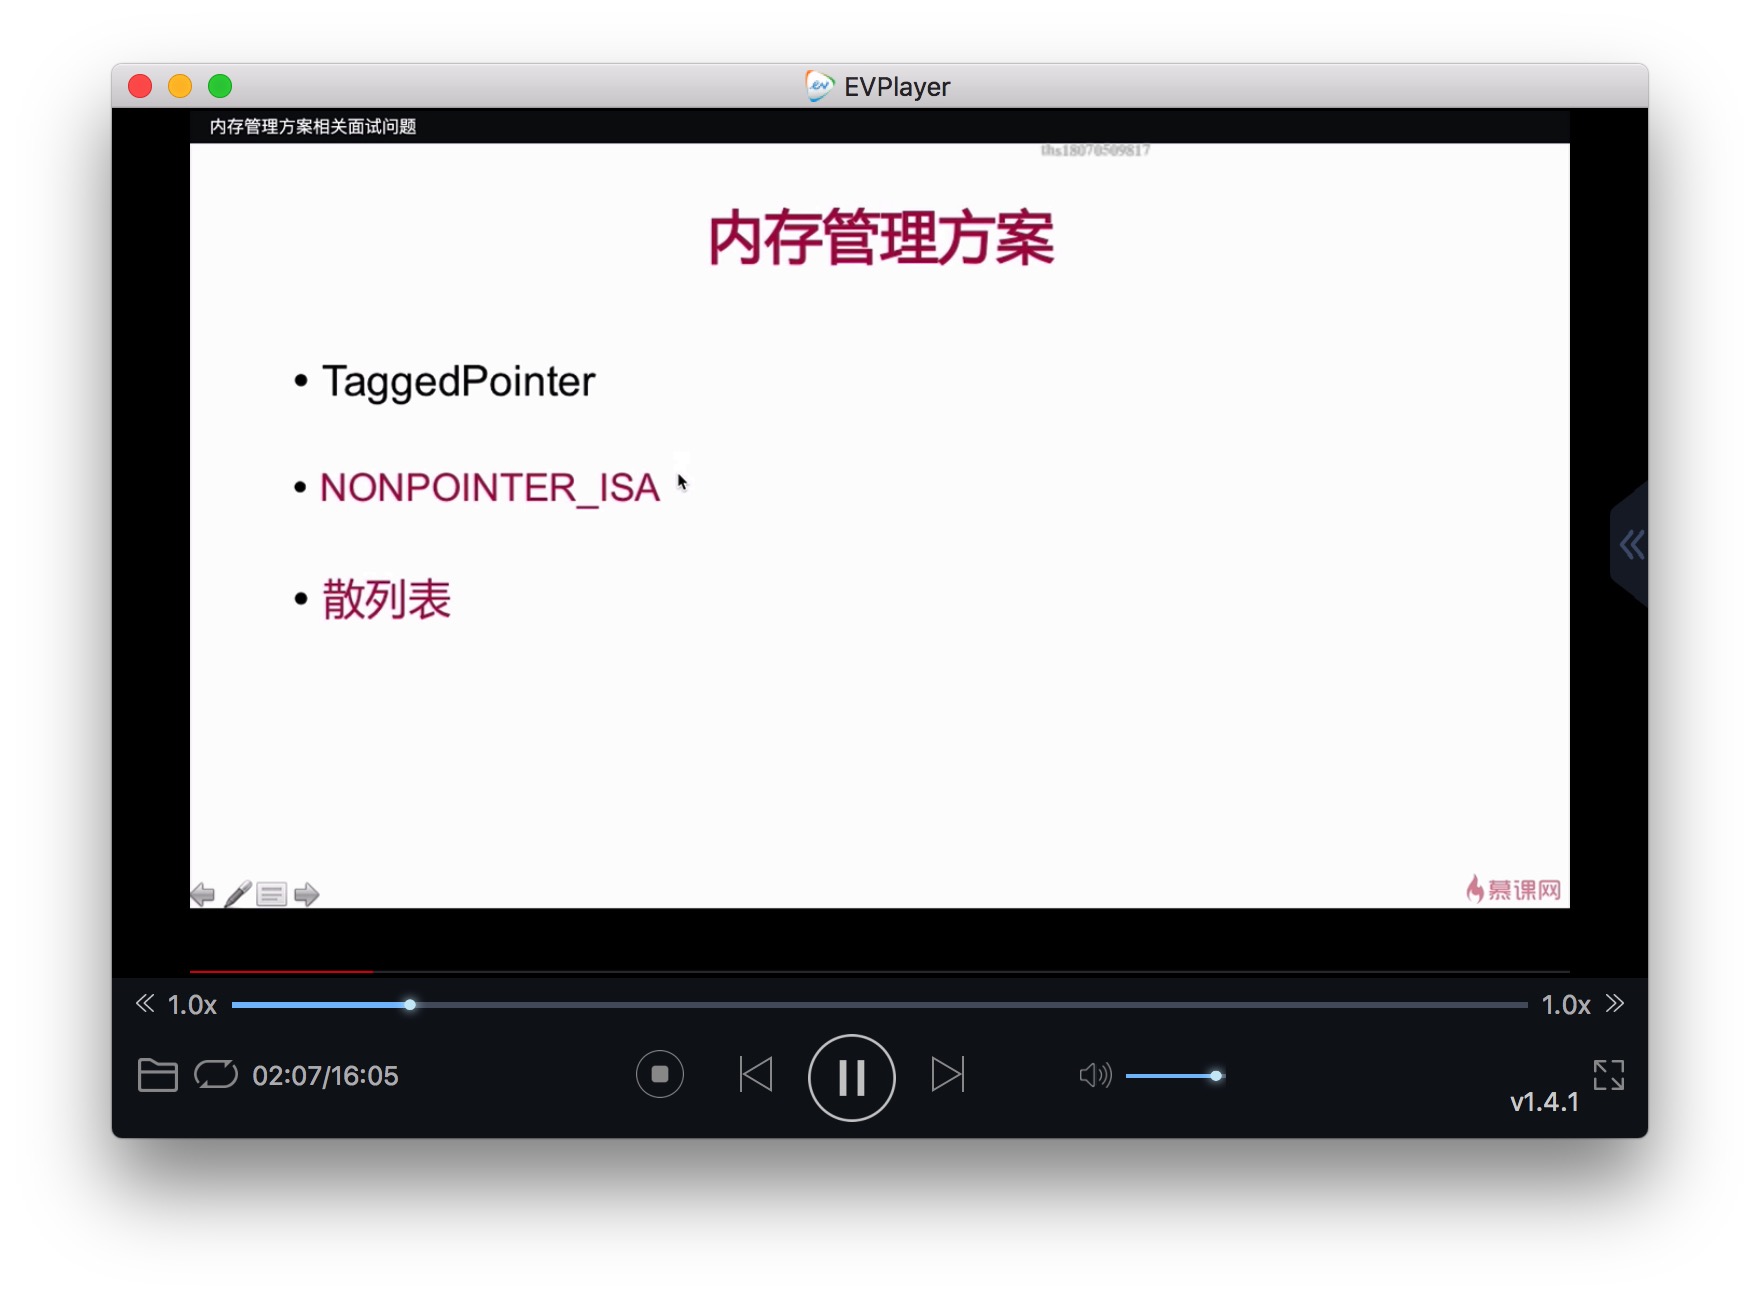 EVPlayer
内存管理方案相关面试问题
ths18070509817
内存管理方案
• TaggedPointer
• NONPOINTER_ISA
• 散列表
慕课网
1.0x
1.0x
02:07/16:05
v1.4.1